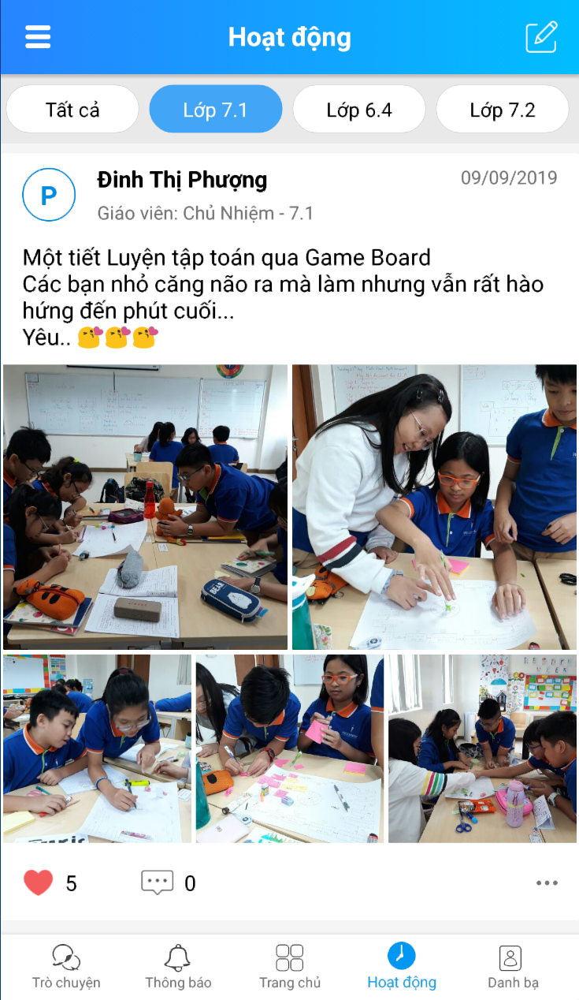 Hoạt động
Tất cả
Lớp 7.1
Lớp 6.4
Lớp 7.2
P
Đinh Thị Phượng
09/09/2019
Giáo viên: Chủ Nhiệm - 7.1
Một tiết Luyện tập toán qua Game Board
Các bạn nhỏ căng não ra mà làm nhưng vẫn rất hào
hứng đến phút cuối...
Yêu.. 😘😘😘
BEAR
5
0
Trò chuyện
Thông báo
Trang chủ
Hoạt động
Danh bạ